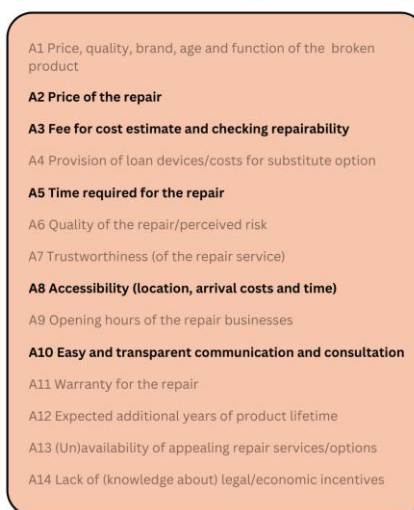 A1 Price, quality, brand, age and function of the broken
product
A2 Price of the repair
A3 Fee for cost estimate and checking repairability
A4 Provision of loan devices/costs for substitute option
A5 Time required for the repair
A6 Quality of the repair/perceived risk
A7 Trustworthiness (of the repair service)
A8 Accessibility (location, arrival costs and time)
A9 Opening hours of the repair businesses
A10 Easy and transparent communication and consultation
A11 Warranty for the repair
A12 Expected additional years of product lifetime
A13 (Un)availability of appealing repair services/options
A14 Lack of (knowledge about) legal/economic incentives